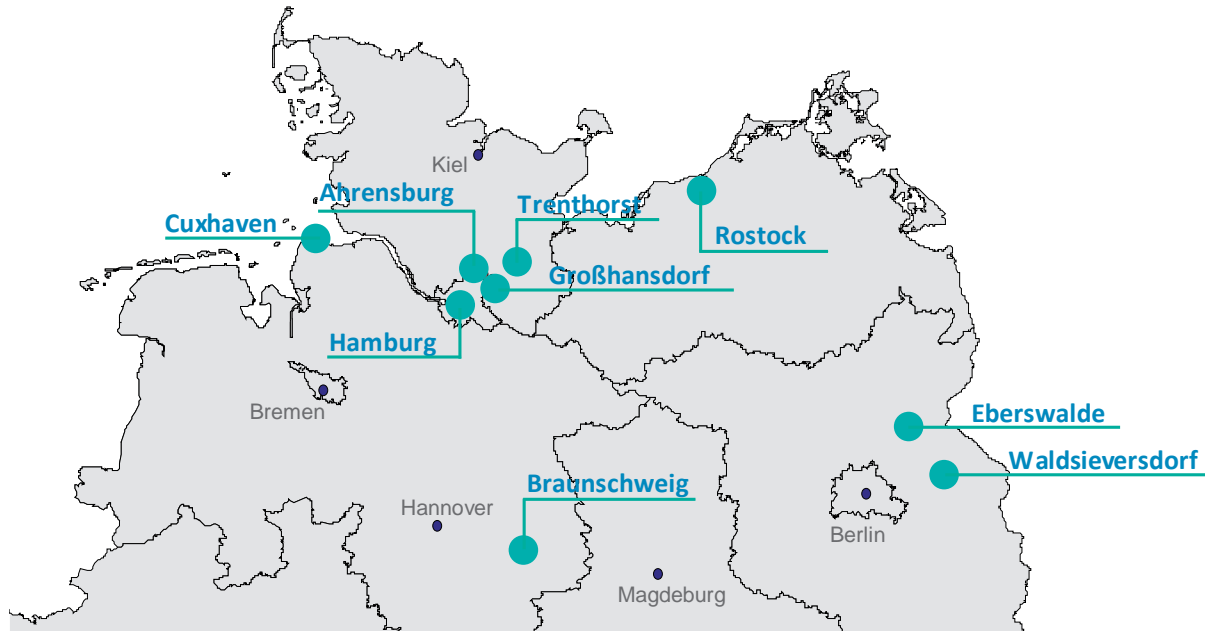 Kiel
Ahrensburg
Trenthorst
Cuxhaven
Rostock
Großhansdorf
Hamburg
Bremen
Eberswalde
Waldsieversdorf
Braunschweig
Hannover
Berlin
Magdeburg